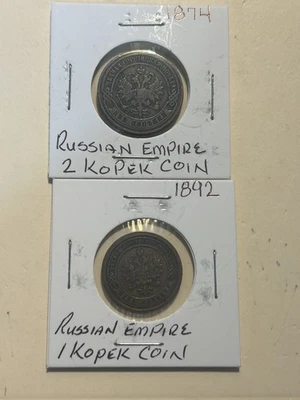 1874
RUSSIAN EMPIRE
2 KOPEK COIN
1892
RUSSIAN EMPIRE
1 KOPEK COIN